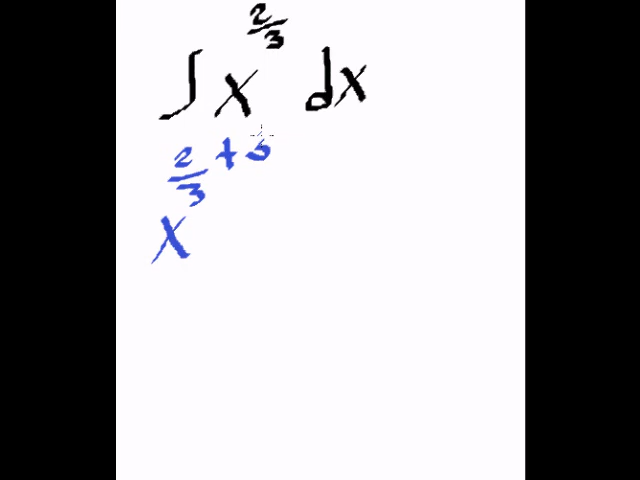 ∫ x^(2/3) dx
x^(2/3 + 3